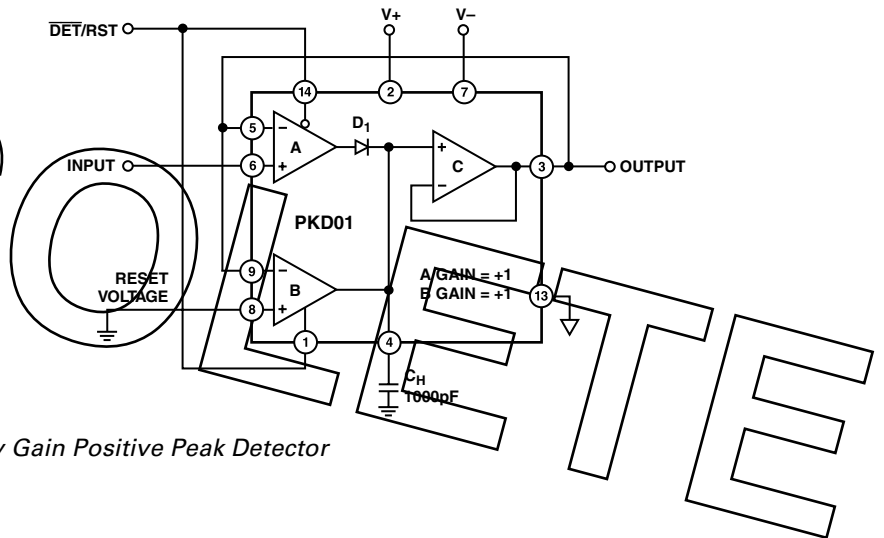 DET/RST
V+
V–
14
2
7
5
–
A
D1
+
C
3
OUTPUT
INPUT
6
+
–
PKD01
9
–
RESET
VOLTAGE
B
A GAIN = +1
B GAIN = +1
13
8
+
1
4
CH
1000pF
y Gain Positive Peak Detector
O L E T E